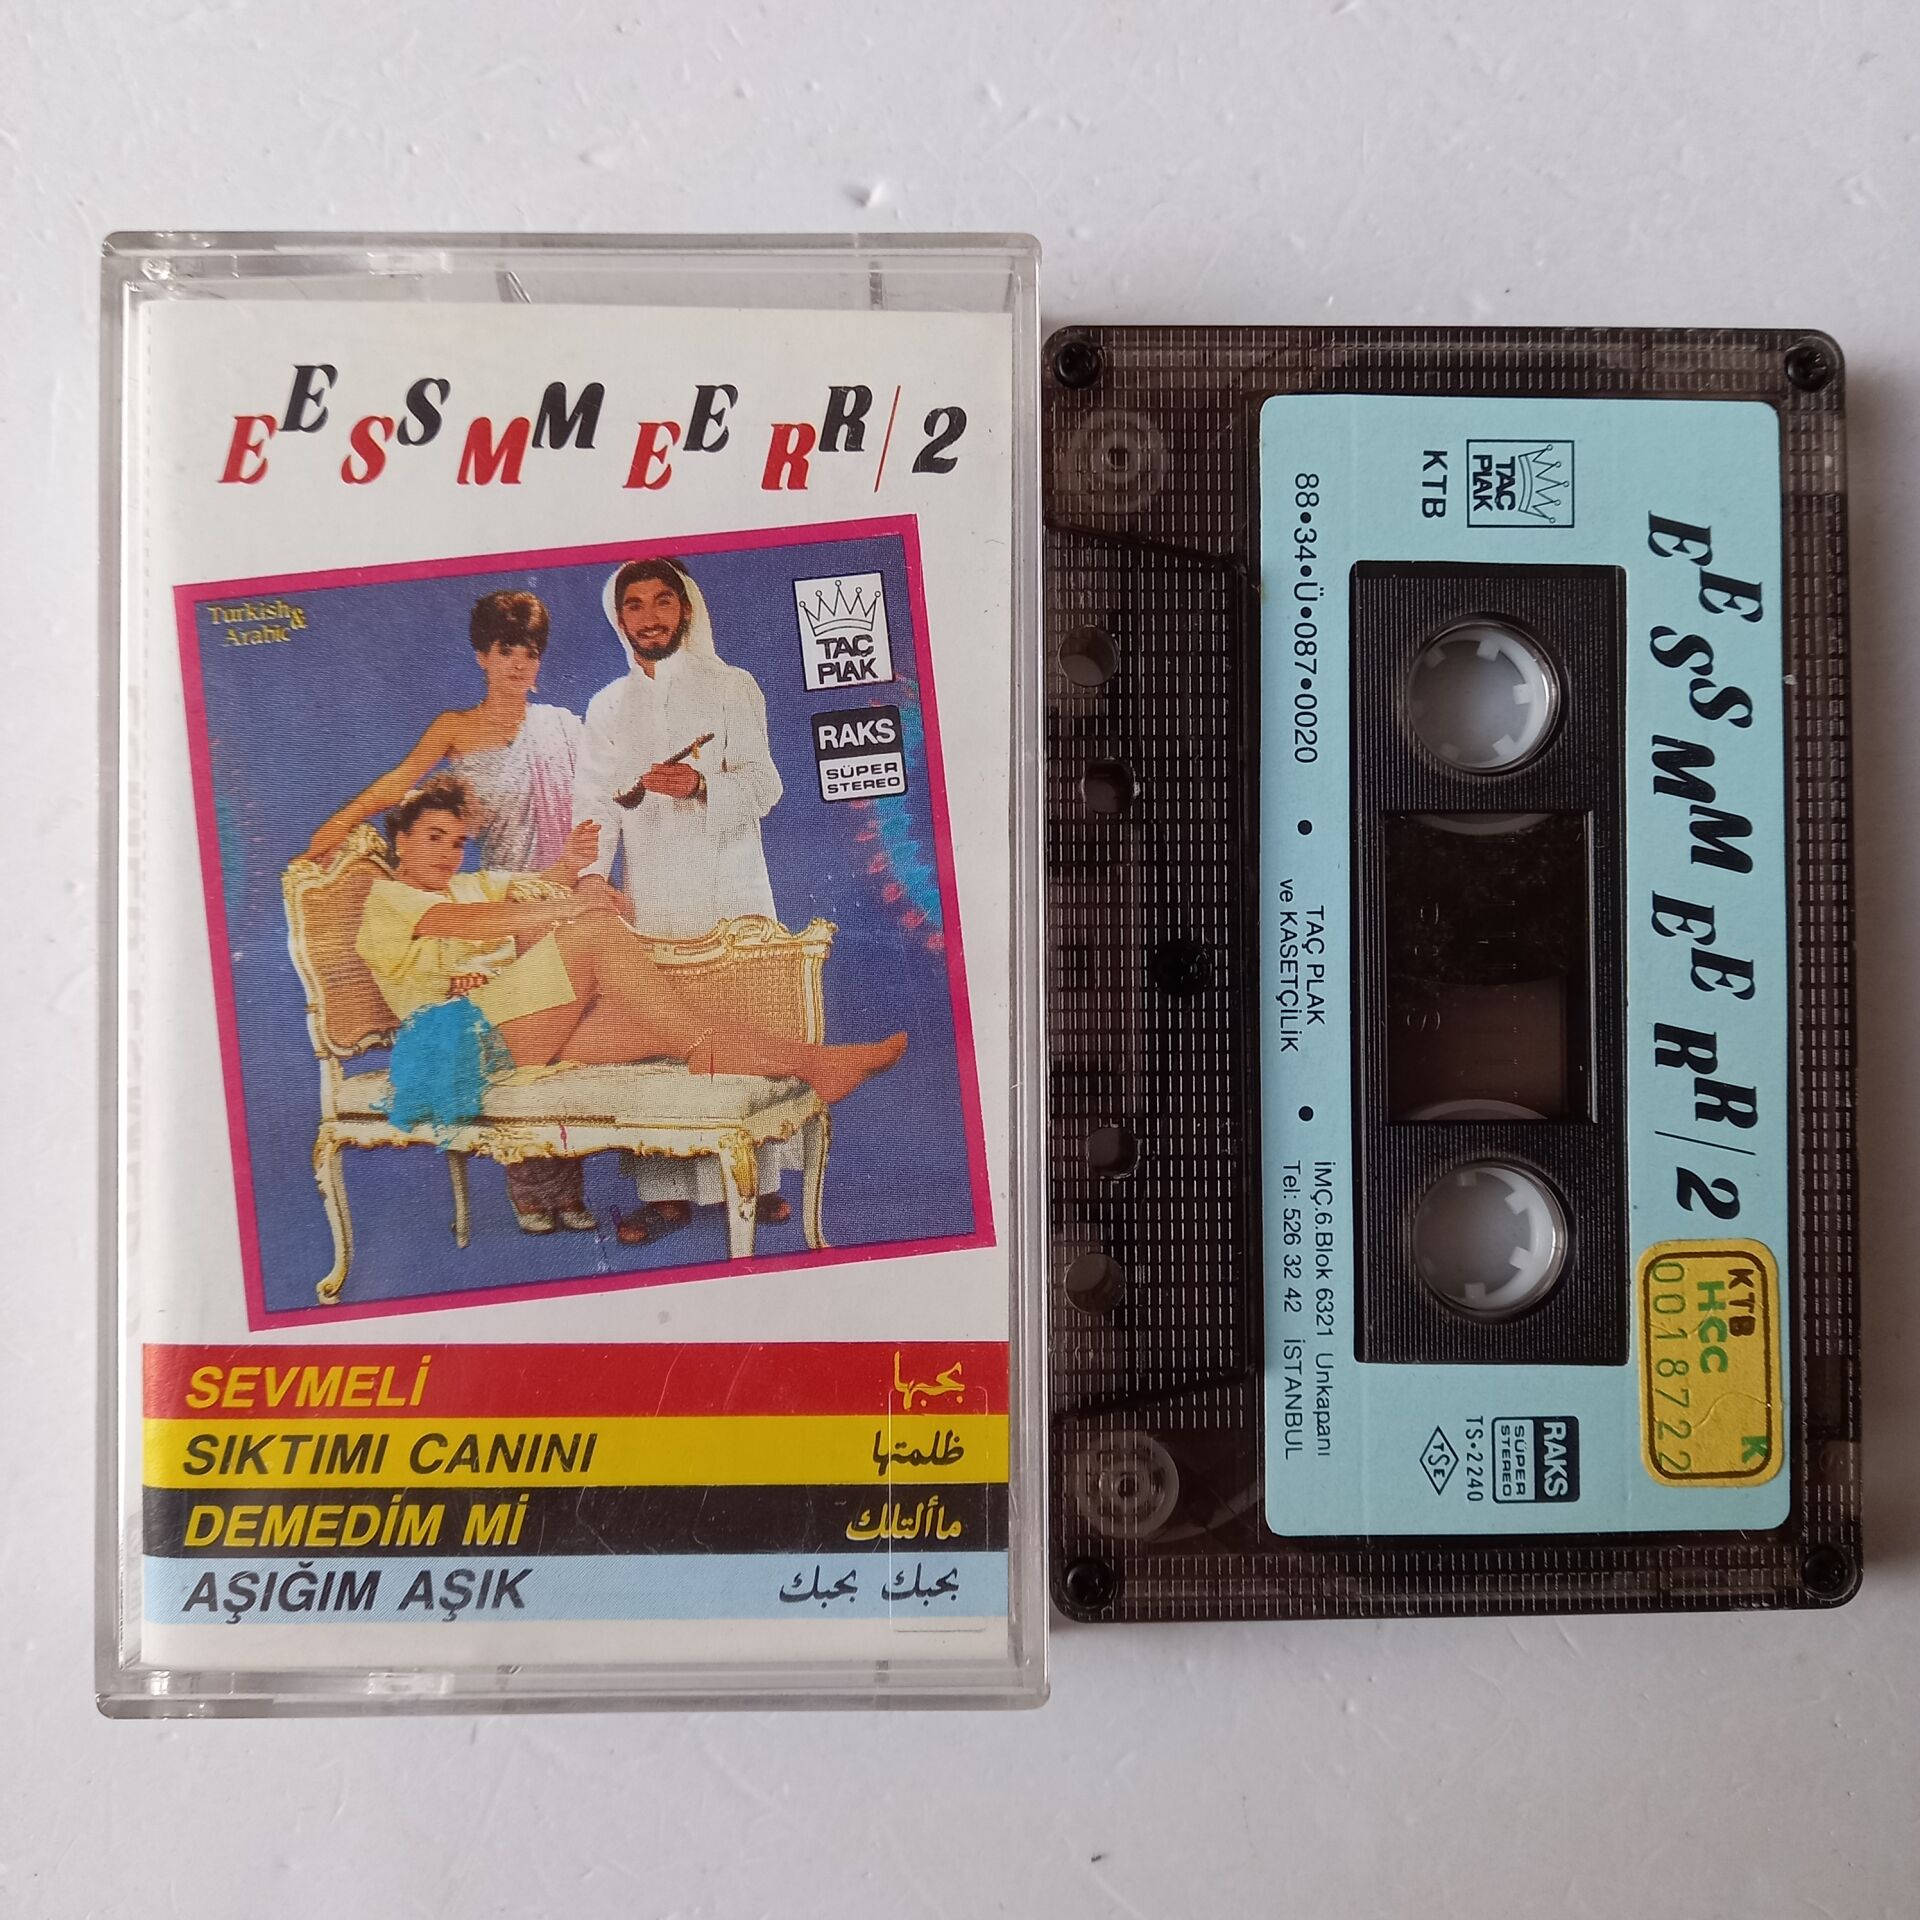 EESSMMEERR/2
Turkish &
Arabic
TAÇ
PLAK
RAKS
SÜPER
STEREO
SEVMELİ بحبها
SIKTIMI CANINI ظلمتها
DEMEDİM Mİ ماألتلك
AŞIĞIM AŞIK بحبك بحبك
EESSMMEERR/2
TAÇ
PLAK
KTB
88•34•Ü•087•0020 • TAÇ PLAK
ve KASETÇİLİK • İMÇ.6.Blok 6321 Unkapanı
Tel: 526 32 42 İSTANBUL
KTB K
HCC
0018722
RAKS
SÜPER
STEREO
TS•2240
TSE